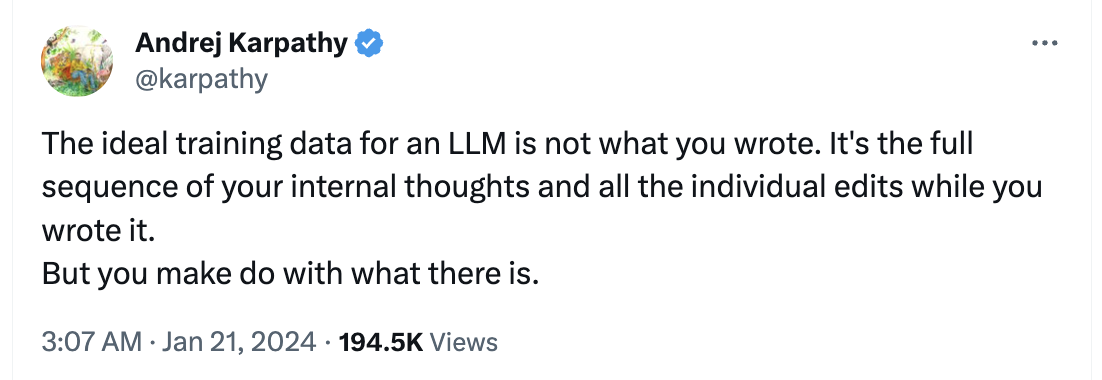 Andrej Karpathy
@karpathy
The ideal training data for an LLM is not what you wrote. It's the full
sequence of your internal thoughts and all the individual edits while you
wrote it.
But you make do with what there is.
3:07 AM · Jan 21, 2024 · 194.5K Views